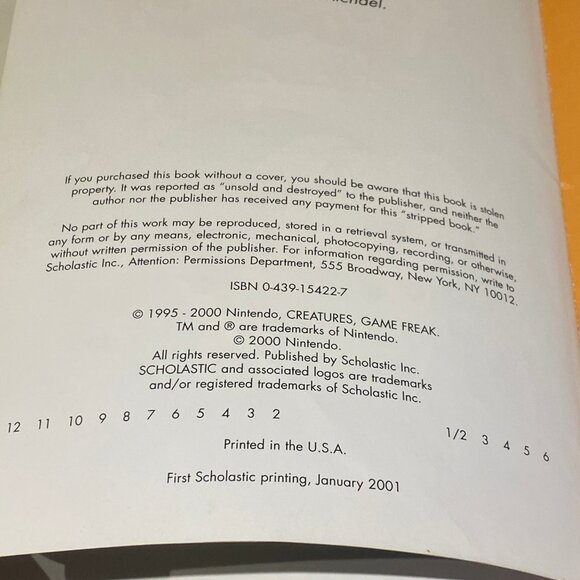 If you purchased this book without a cover, you should be aware that this book is stolen
property. It was reported as “unsold and destroyed” to the publisher, and neither the
author nor the publisher has received any payment for this “stripped book.”
No part of this work may be reproduced, stored in a retrieval system, or transmitted in
any form or by any means, electronic, mechanical, photocopying, recording, or otherwise,
without written permission of the publisher. For information regarding permission, write to
Scholastic Inc., Attention: Permissions Department, 555 Broadway, New York, NY 10012.
ISBN 0-439-15422-7
© 1995 - 2000 Nintendo, CREATURES, GAME FREAK.
TM and ® are trademarks of Nintendo.
© 2000 Nintendo.
All rights reserved. Published by Scholastic Inc.
SCHOLASTIC and associated logos are trademarks
and/or registered trademarks of Scholastic Inc.
12 11 10 9 8 7 6 5 4 3 2 1/2 3 4 5 6
Printed in the U.S.A.
First Scholastic printing, January 2001